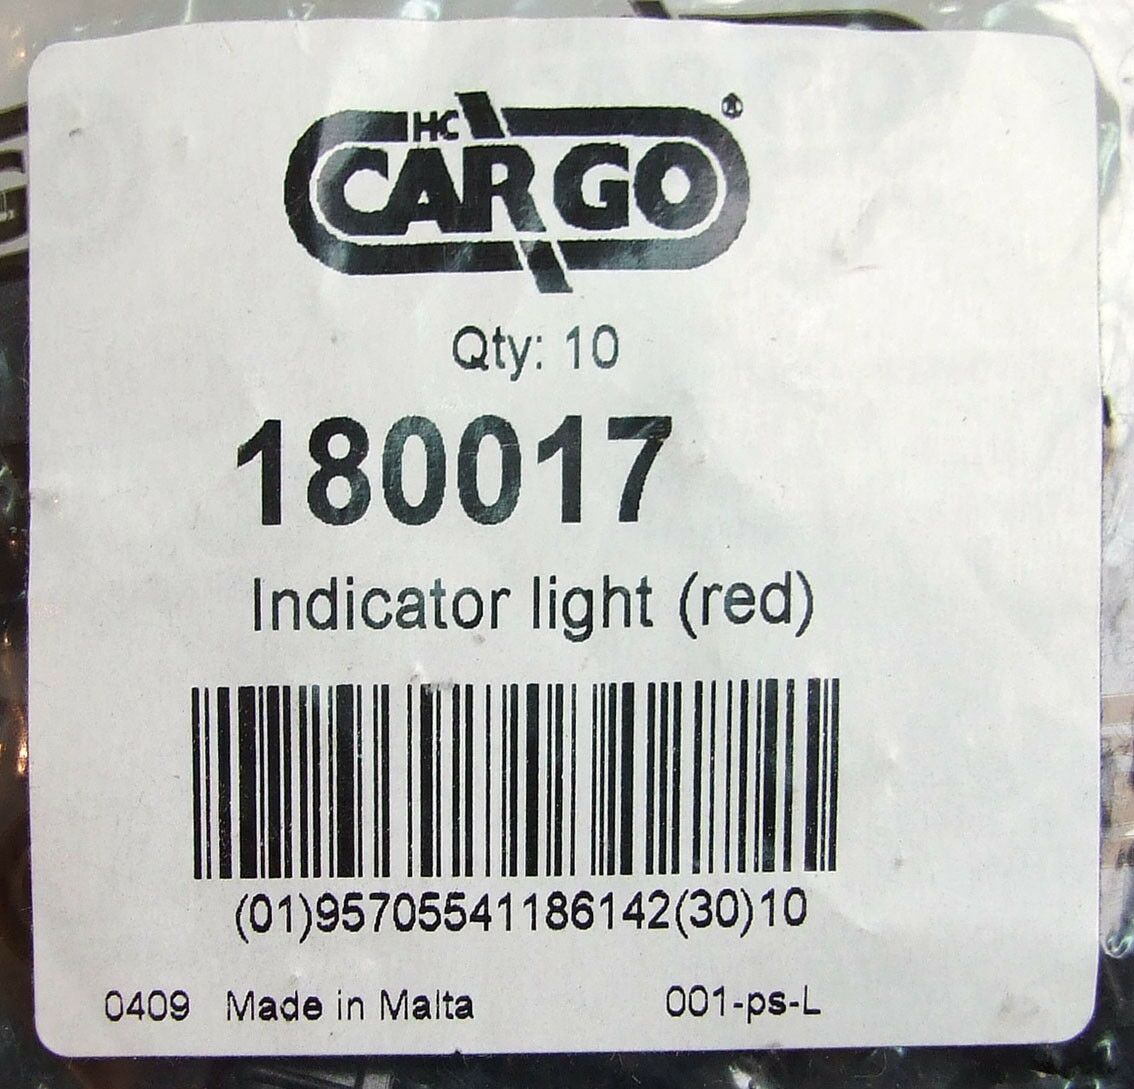 HC
CARGO®
Qty: 10
180017
Indicator light (red)
(01)95705541186142(30)10
0409 Made in Malta 001-ps-L